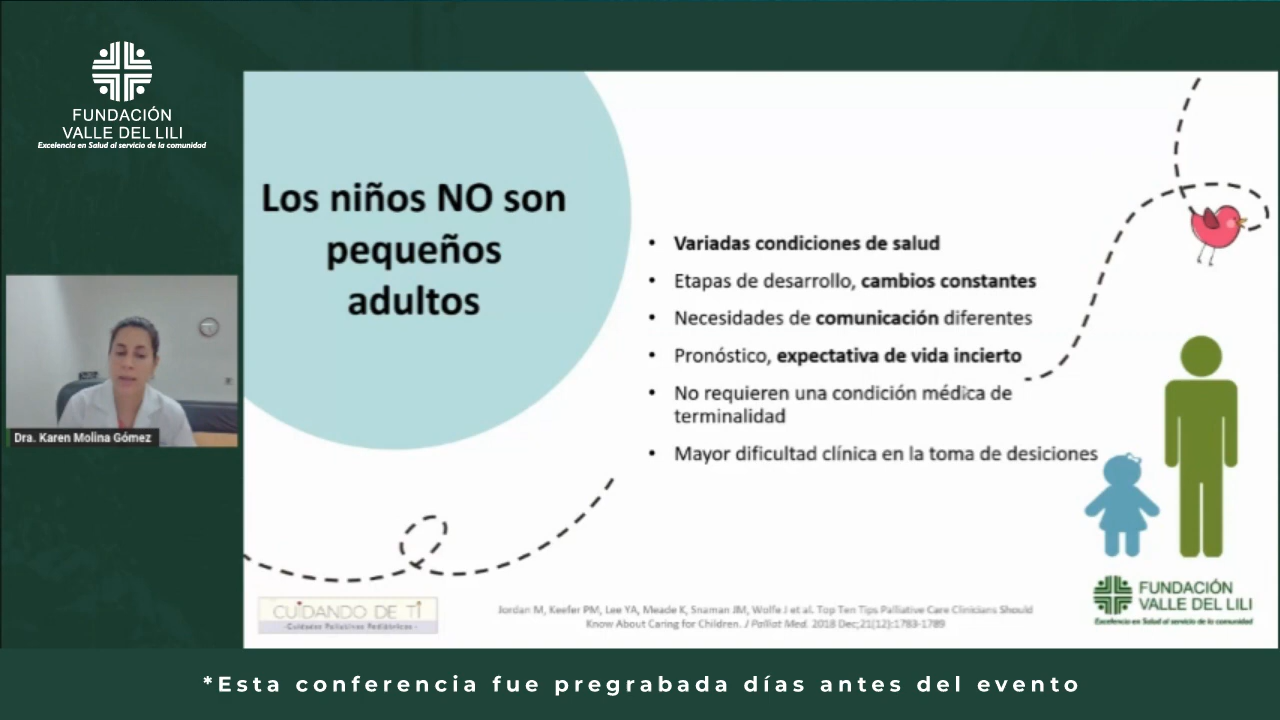 FUNDACIÓN
VALLE DEL LILI
Excelencia en Salud al servicio de la comunidad
Los niños NO son
pequeños
adultos
• Variadas condiciones de salud
• Etapas de desarrollo, cambios constantes
• Necesidades de comunicación diferentes
• Pronóstico, expectativa de vida incierto
• No requieren una condición médica de
terminalidad
• Mayor dificultad clínica en la toma de desiciones
Dra. Karen Molina Gómez
CUIDANDO DE TI
- Cuidados Paliativos Pediátricos -
Jordan M, Keefer PM, Lee YA, Meade K, Snaman JM, Wolfe J et al. Top Ten Tips Palliative Care Clinicians Should
Know About Caring for Children. J Palliat Med. 2018 Dec;21(12):1783-1789
FUNDACIÓN
VALLE DEL LILI
Excelencia en Salud al servicio de la comunidad
*Esta conferencia fue pregrabada días antes del evento